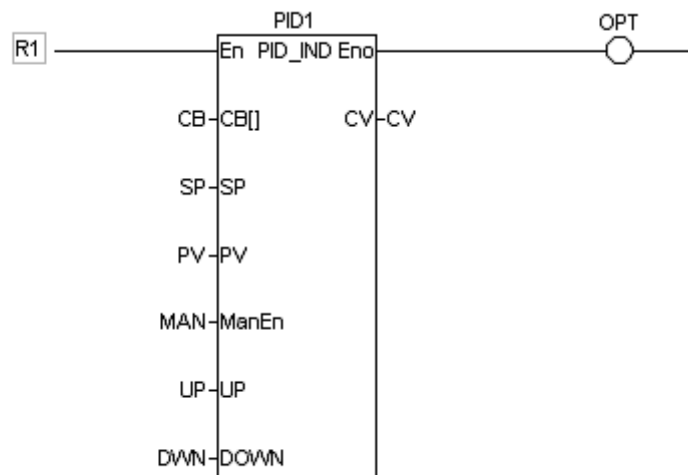 PID1
OPT
R1
En PID_IND Eno
CB CB[] CV CV
SP SP
PV PV
MAN ManEn
UP UP
DWN DOWN